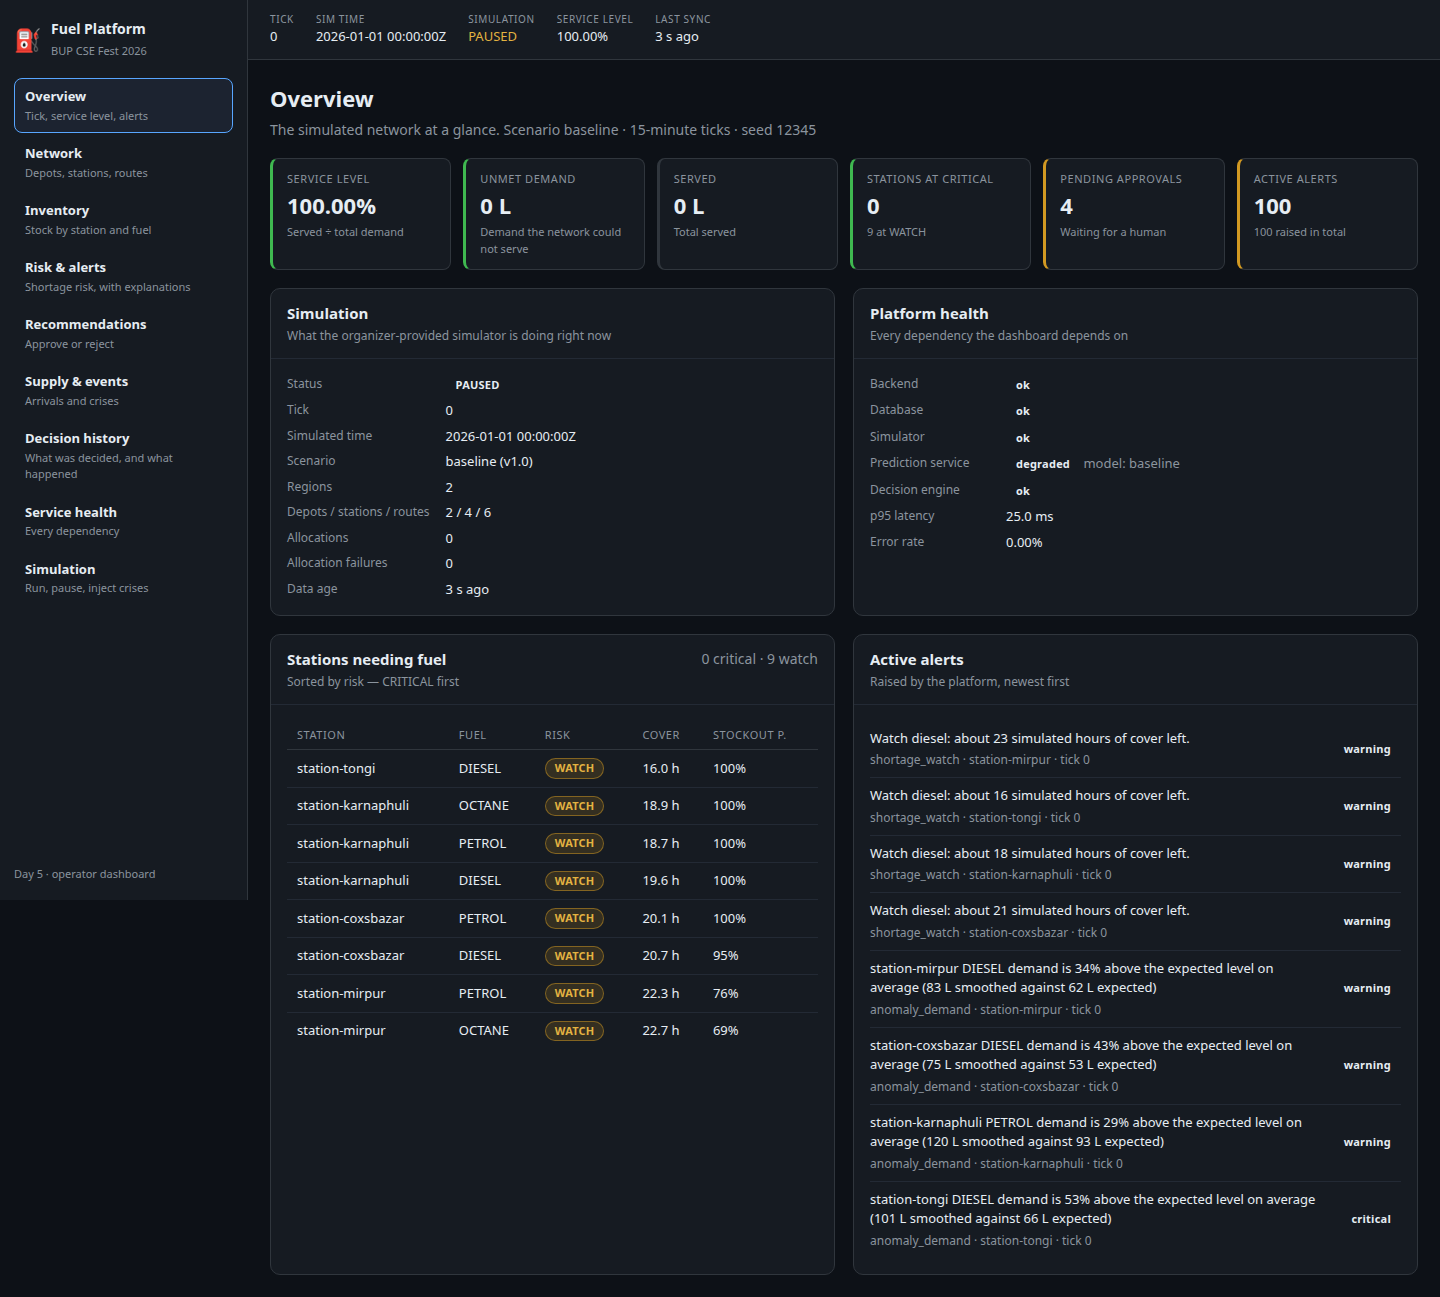 Fuel Platform
BUP CSE Fest 2026
Overview
Tick, service level, alerts
Network
Depots, stations, routes
Inventory
Stock by station and fuel
Risk & alerts
Shortage risk, with explanations
Recommendations
Approve or reject
Supply & events
Arrivals and crises
Decision history
What was decided, and what
happened
Service health
Every dependency
Simulation
Run, pause, inject crises
Day 5 · operator dashboard
TICK SIM TIME SIMULATION SERVICE LEVEL LAST SYNC
0 2026-01-01 00:00:00Z PAUSED 100.00% 3 s ago
Overview
The simulated network at a glance. Scenario baseline · 15-minute ticks · seed 12345
SERVICE LEVEL
100.00%
Served ÷ total demand
UNMET DEMAND
0 L
Demand the network could
not serve
SERVED
0 L
Total served
STATIONS AT CRITICAL
0
9 at WATCH
PENDING APPROVALS
4
Waiting for a human
ACTIVE ALERTS
100
100 raised in total
Simulation
What the organizer-provided simulator is doing right now
Status PAUSED
Tick 0
Simulated time 2026-01-01 00:00:00Z
Scenario baseline (v1.0)
Regions 2
Depots / stations / routes 2 / 4 / 6
Allocations 0
Allocation failures 0
Data age 3 s ago
Platform health
Every dependency the dashboard depends on
Backend ok
Database ok
Simulator ok
Prediction service degraded model: baseline
Decision engine ok
p95 latency 25.0 ms
Error rate 0.00%
Stations needing fuel 0 critical · 9 watch
Sorted by risk — CRITICAL first
STATION FUEL RISK COVER STOCKOUT P.
station-tongi DIESEL WATCH 16.0 h 100%
station-karnaphuli OCTANE WATCH 18.9 h 100%
station-karnaphuli PETROL WATCH 18.7 h 100%
station-karnaphuli DIESEL WATCH 19.6 h 100%
station-coxsbazar PETROL WATCH 20.1 h 100%
station-coxsbazar DIESEL WATCH 20.7 h 95%
station-mirpur PETROL WATCH 22.3 h 76%
station-mirpur OCTANE WATCH 22.7 h 69%
Active alerts
Raised by the platform, newest first
Watch diesel: about 23 simulated hours of cover left.
shortage_watch · station-mirpur · tick 0
warning
Watch diesel: about 16 simulated hours of cover left.
shortage_watch · station-tongi · tick 0
warning
Watch diesel: about 18 simulated hours of cover left.
shortage_watch · station-karnaphuli · tick 0
warning
Watch diesel: about 21 simulated hours of cover left.
shortage_watch · station-coxsbazar · tick 0
warning
station-mirpur DIESEL demand is 34% above the expected level on
average (83 L smoothed against 62 L expected)
anomaly_demand · station-mirpur · tick 0
warning
station-coxsbazar DIESEL demand is 43% above the expected level on
average (75 L smoothed against 53 L expected)
anomaly_demand · station-coxsbazar · tick 0
warning
station-karnaphuli PETROL demand is 29% above the expected level on
average (120 L smoothed against 93 L expected)
anomaly_demand · station-karnaphuli · tick 0
warning
station-tongi DIESEL demand is 53% above the expected level on average
(101 L smoothed against 66 L expected)
anomaly_demand · station-tongi · tick 0
critical